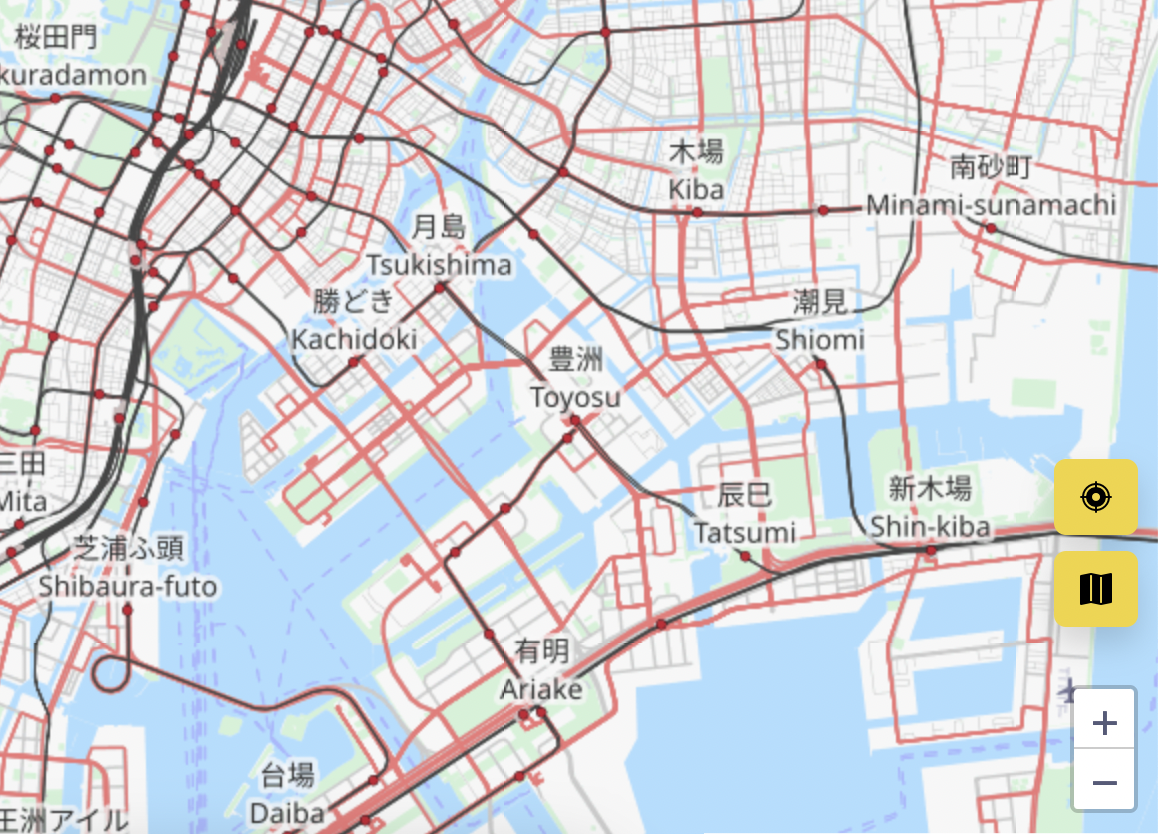 桜田門
kuradamon
木場
Kiba
南砂町
Minami-sunamachi
月島
Tsukishima
勝どき
Kachidoki
潮見
Shiomi
豊洲
Toyosu
三田
Mita
辰巳
Tatsumi
新木場
Shin-kiba
芝浦ふ頭
Shibaura-futo
有明
Ariake
台場
Daiba
王洲アイル
+
−